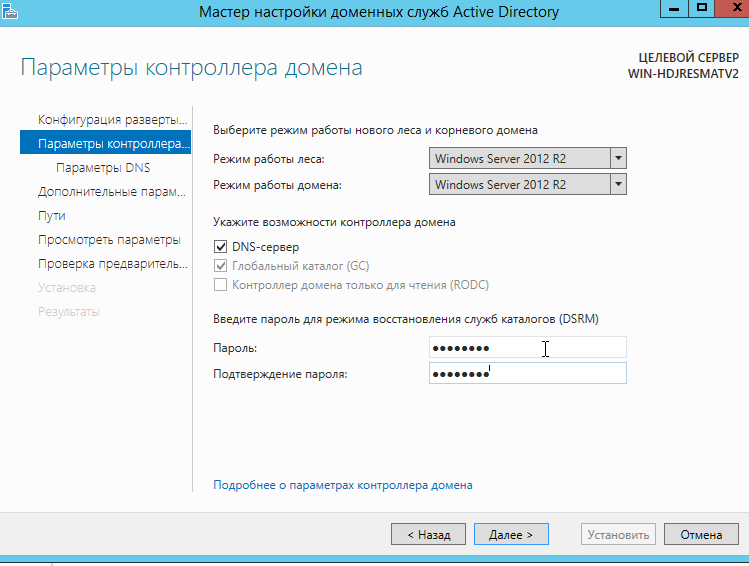 Мастер настройки доменных служб Active Directory
Параметры контроллера домена
ЦЕЛЕВОЙ СЕРВЕР
WIN-HDJRESMATV2
Конфигурация разверты...
Параметры контроллера...
Параметры DNS
Дополнительные парам...
Пути
Просмотреть параметры
Проверка предваритель...
Установка
Результаты
Выберите режим работы нового леса и корневого домена
Режим работы леса: Windows Server 2012 R2
Режим работы домена: Windows Server 2012 R2
Укажите возможности контроллера домена
DNS-сервер
Глобальный каталог (GC)
Контроллер домена только для чтения (RODC)
Введите пароль для режима восстановления служб каталогов (DSRM)
Пароль: ●●●●●●●●
Подтверждение пароля: ●●●●●●●●
Подробнее о параметрах контроллера домена
< Назад Далее > Установить Отмена